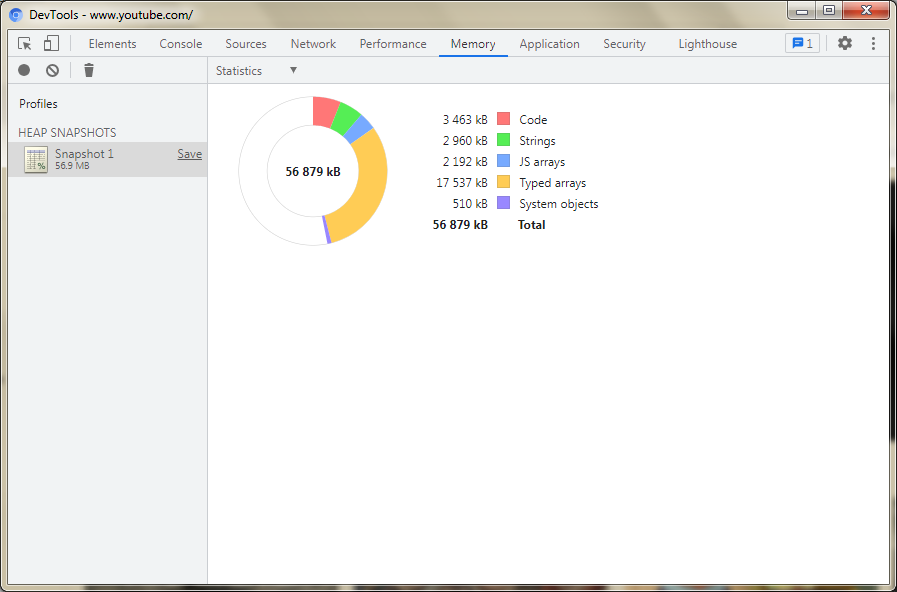 DevTools - www.youtube.com/
Elements Console Sources Network Performance Memory Application Security Lighthouse 1
Statistics
Profiles
HEAP SNAPSHOTS
Snapshot 1 Save
56.9 MB
56 879 kB
3 463 kB Code
2 960 kB Strings
2 192 kB JS arrays
17 537 kB Typed arrays
510 kB System objects
56 879 kB Total